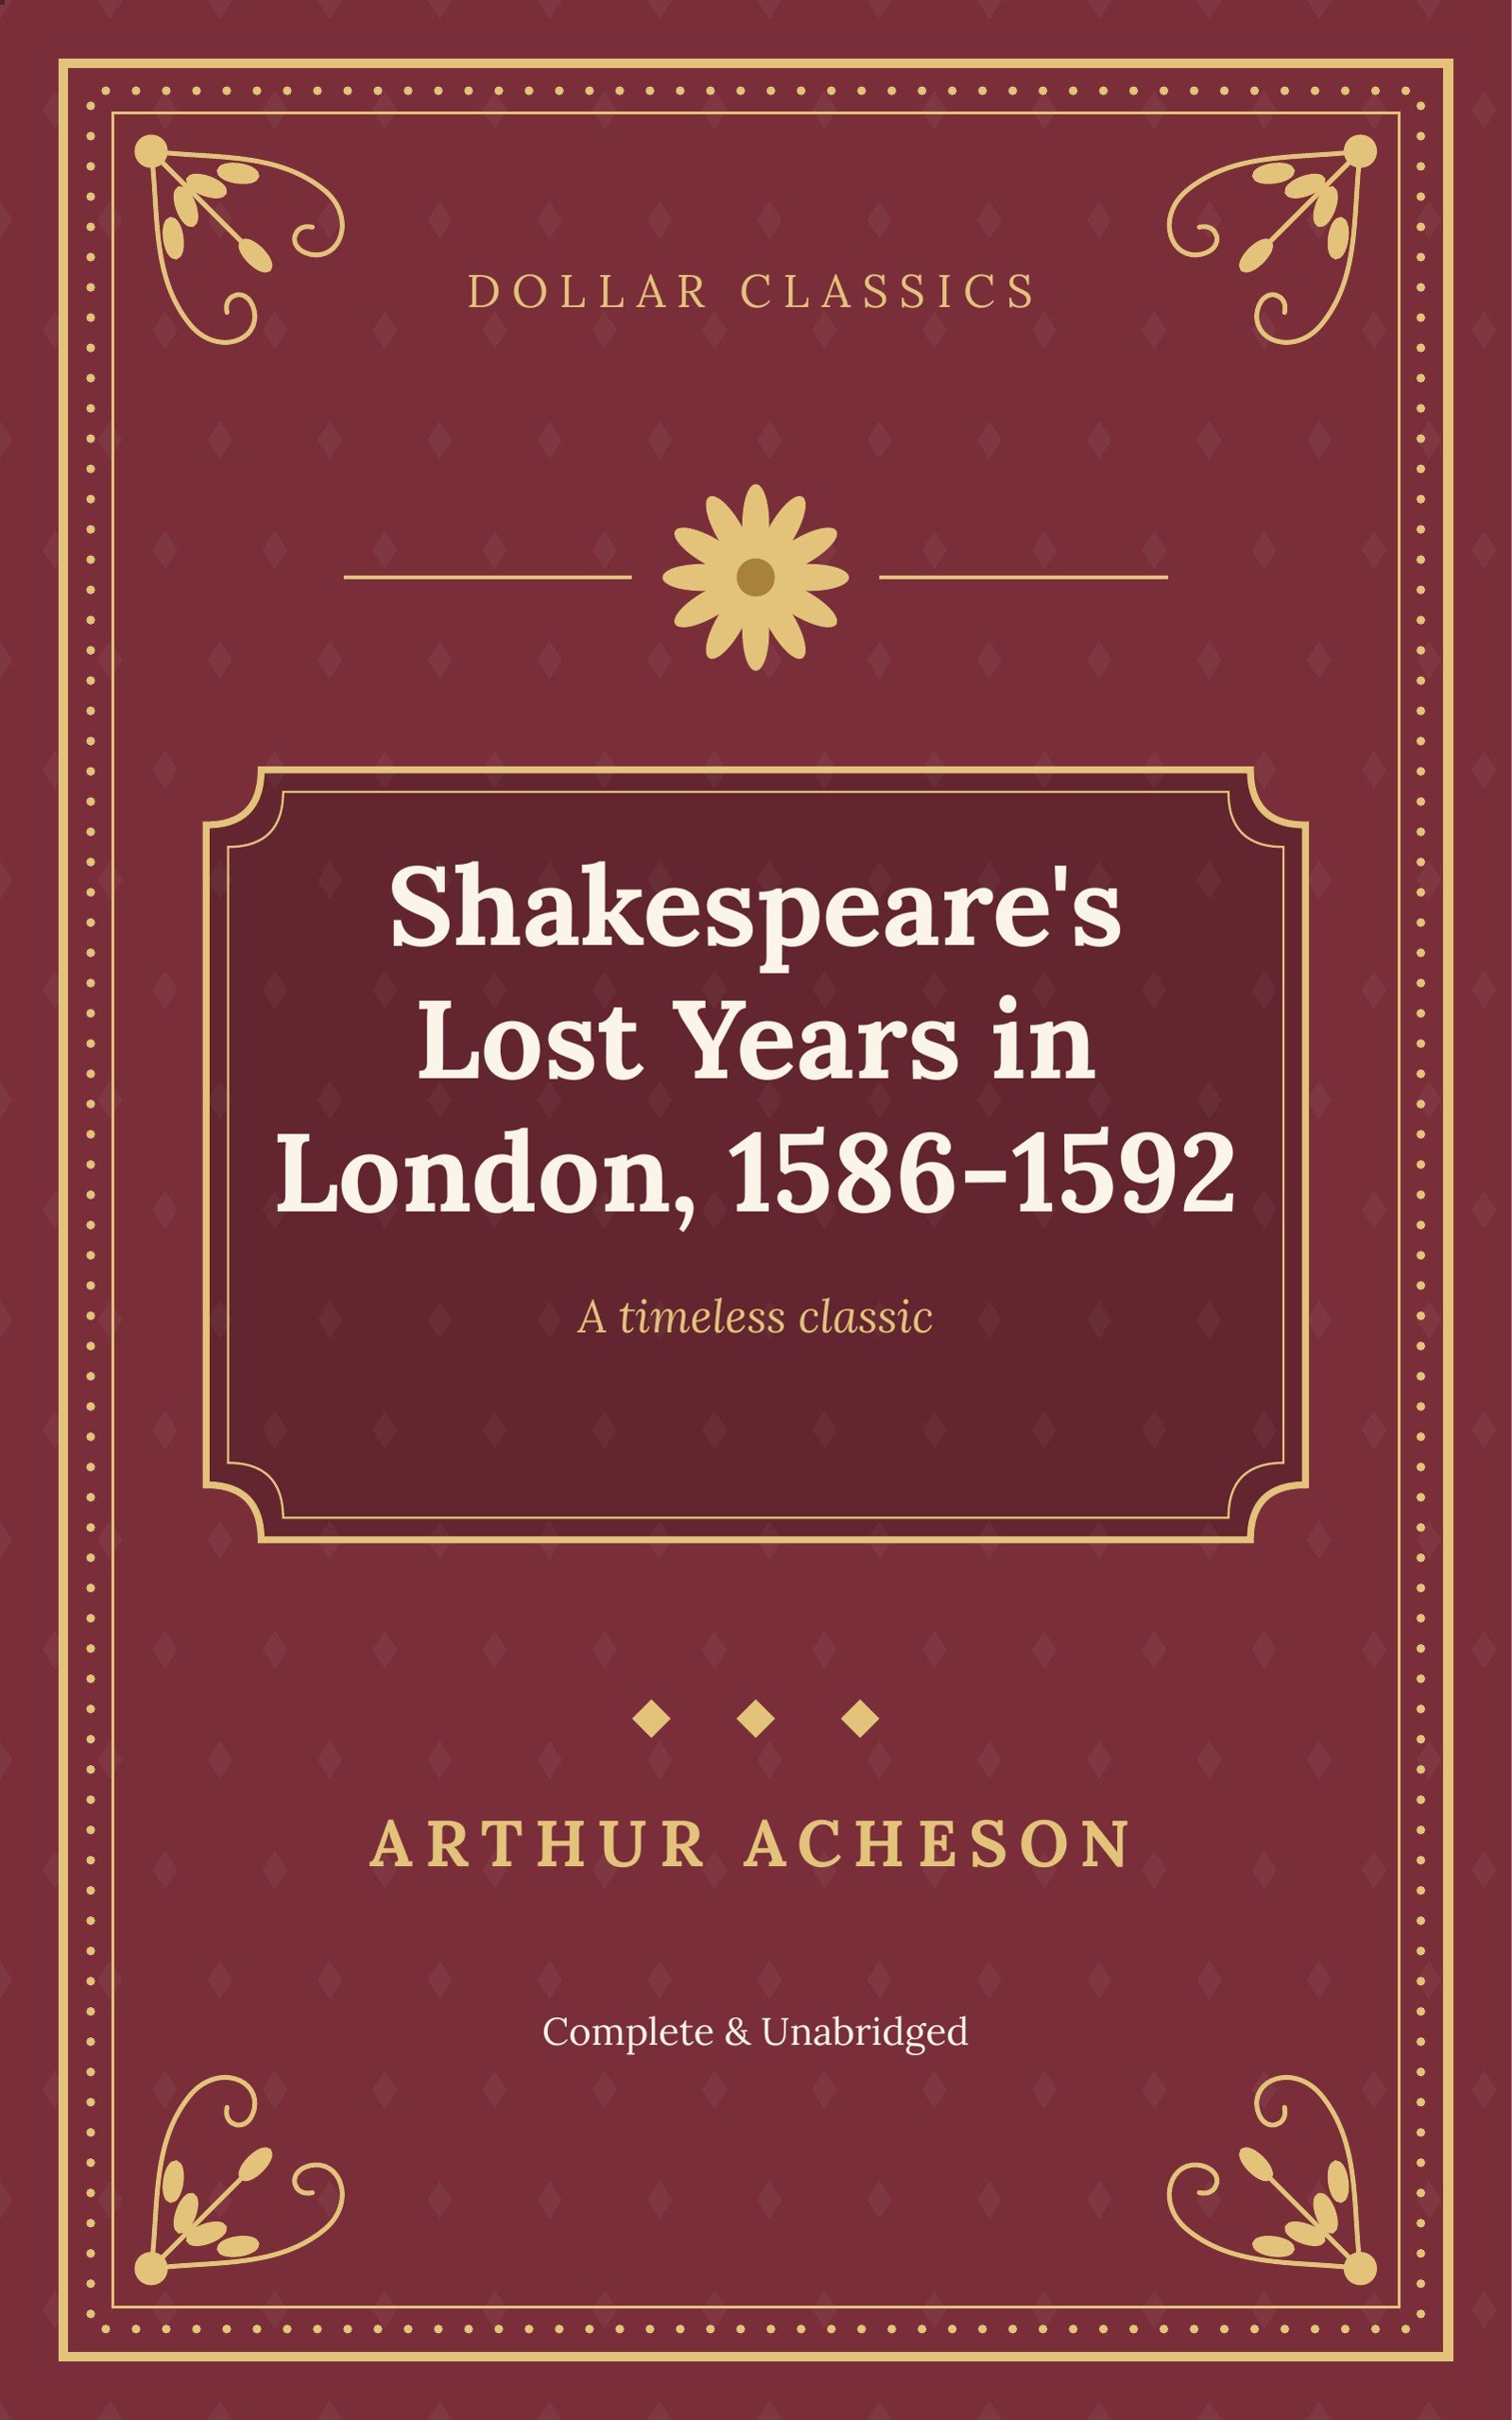 DOLLAR CLASSICS
Shakespeare's
Lost Years in
London, 1586-1592
A timeless classic
ARTHUR ACHESON
Complete & Unabridged